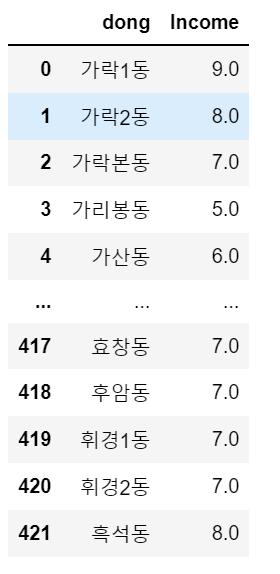 dong Income
0 가락1동 9.0
1 가락2동 8.0
2 가락본동 7.0
3 가리봉동 5.0
4 가산동 6.0
... ... ...
417 효창동 7.0
418 후암동 7.0
419 휘경1동 7.0
420 휘경2동 7.0
421 흑석동 8.0